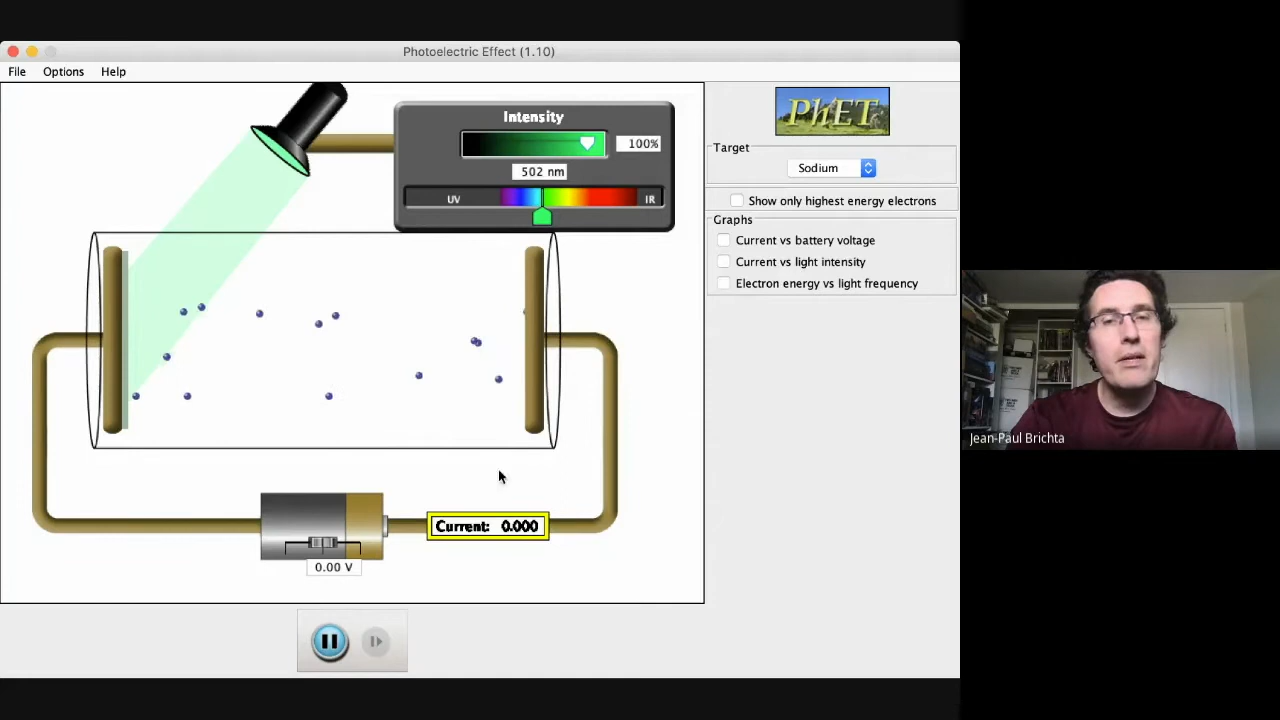 Photoelectric Effect (1.10)
File Options Help
Intensity
100%
502 nm
UV
IR
PhET
Target
Sodium
Show only highest energy electrons
Graphs
Current vs battery voltage
Current vs light intensity
Electron energy vs light frequency
Jean-Paul Brichta
Current: 0.000
0.00 V